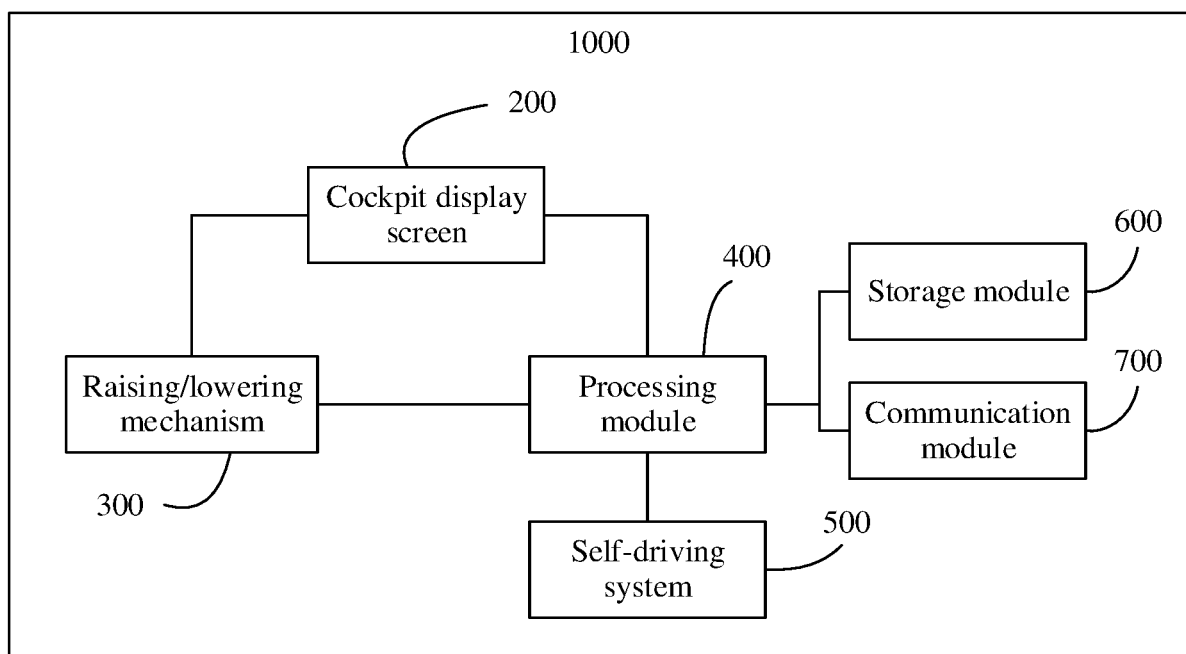 1000
200
Cockpit display
screen
600
400
Storage module
700
Raising/lowering
mechanism
Processing
module
Communication
module
300
500
Self-driving
system